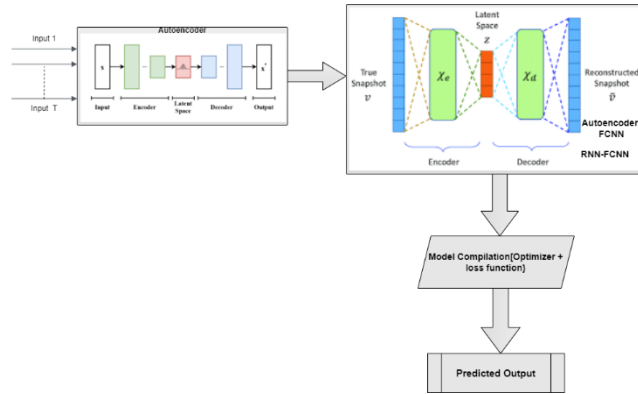 Autoencoder
Input 1
Input T
x
x'
Input
Encoder
Latent
Space
Decoder
Output
Latent
Space
z
True
Snapshot
v
χe
χd
Reconstructed
Snapshot
ṽ
Autoencoder
FCNN
RNN-FCNN
Encoder
Decoder
Model Compilation{Optimizer +
loss function}
Predicted Output